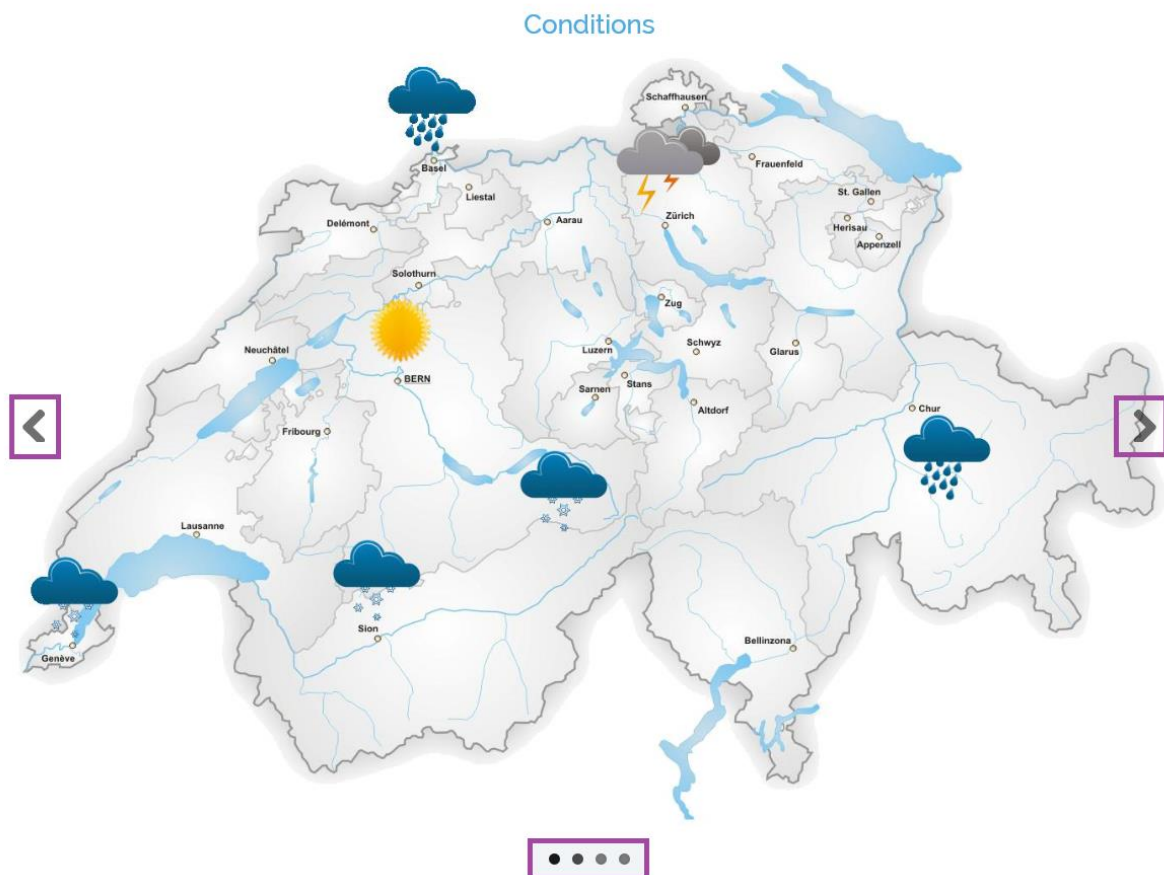 Conditions
Schaffhausen
Frauenfeld
Basel
Liestal
St. Gallen
Delémont
Aarau
Zürich
Herisau
Appenzell
Solothurn
Zug
Neuchâtel
Luzern
Schwyz
Glarus
BERN
Sarnen
Stans
Altdorf
Chur
Fribourg
Lausanne
Sion
Bellinzona
Genève